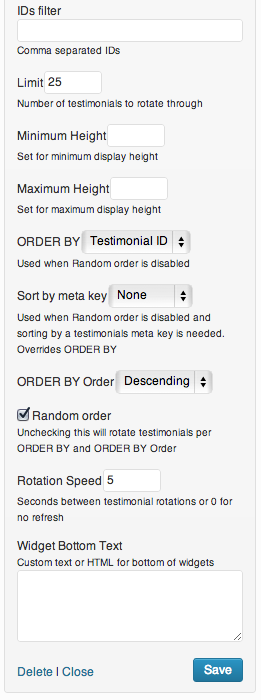 IDs filter
Comma separated IDs
Limit 25
Number of testimonials to rotate through
Minimum Height
Set for minimum display height
Maximum Height
Set for maximum display height
ORDER BY Testimonial ID
Used when Random order is disabled
Sort by meta key None
Used when Random order is disabled and
sorting by a testimonials meta key is needed.
Overrides ORDER BY
ORDER BY Order Descending
Random order
Unchecking this will rotate testimonials per
ORDER BY and ORDER BY Order
Rotation Speed 5
Seconds between testimonial rotations or 0 for
no refresh
Widget Bottom Text
Custom text or HTML for bottom of widgets
Delete | Close Save